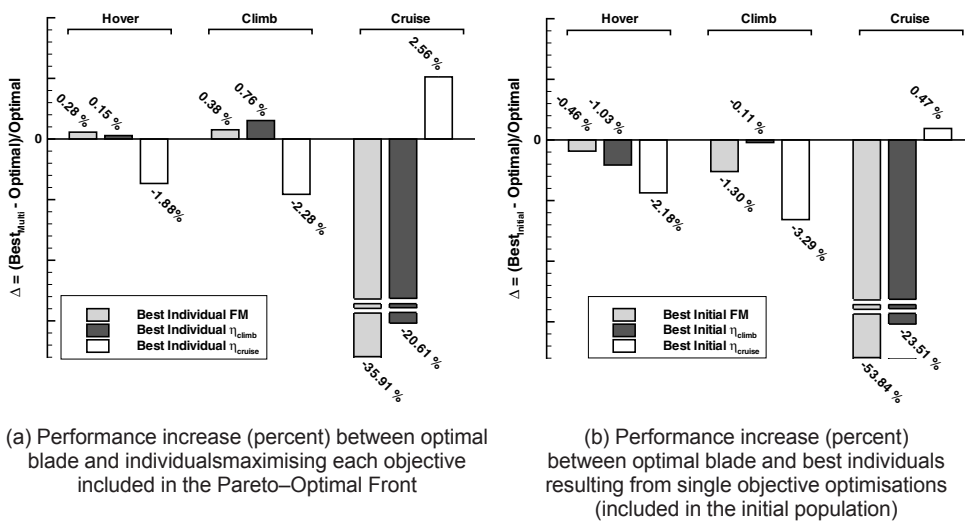 Hover Climb Cruise
Δ = (Best_Multi - Optimal)/Optimal
0
0.28 %
0.15 %
-1.88%
0.38 %
0.76 %
-2.28 %
-35.91 %
-20.61 %
2.56 %
Best Individual FM
Best Individual η_climb
Best Individual η_cruise
(a) Performance increase (percent) between optimal
blade and individualsmaximising each objective
included in the Pareto–Optimal Front
Hover Climb Cruise
Δ = (Best_Initial - Optimal)/Optimal
0
-0.46 %
-1.03 %
-2.18%
-1.30 %
-0.11 %
-3.29 %
-53.84 %
-23.51 %
0.47 %
Best Initial FM
Best Initial η_climb
Best Initial η_cruise
(b) Performance increase (percent)
between optimal blade and best individuals
resulting from single objective optimisations
(included in the initial population)